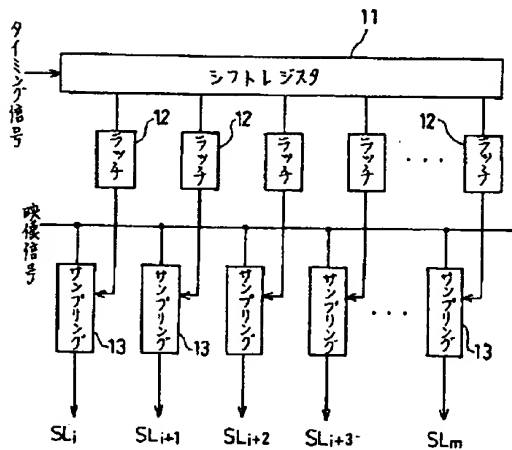 11
タイミング信号
シフトレジスタ
12
12
12
ラッチ
ラッチ
ラッチ
ラッチ
ラッチ
映像信号
サンプリング
サンプリング
サンプリング
サンプリング
サンプリング
13
13
13
SLi
SLi+1
SLi+2
SLi+3
SLm